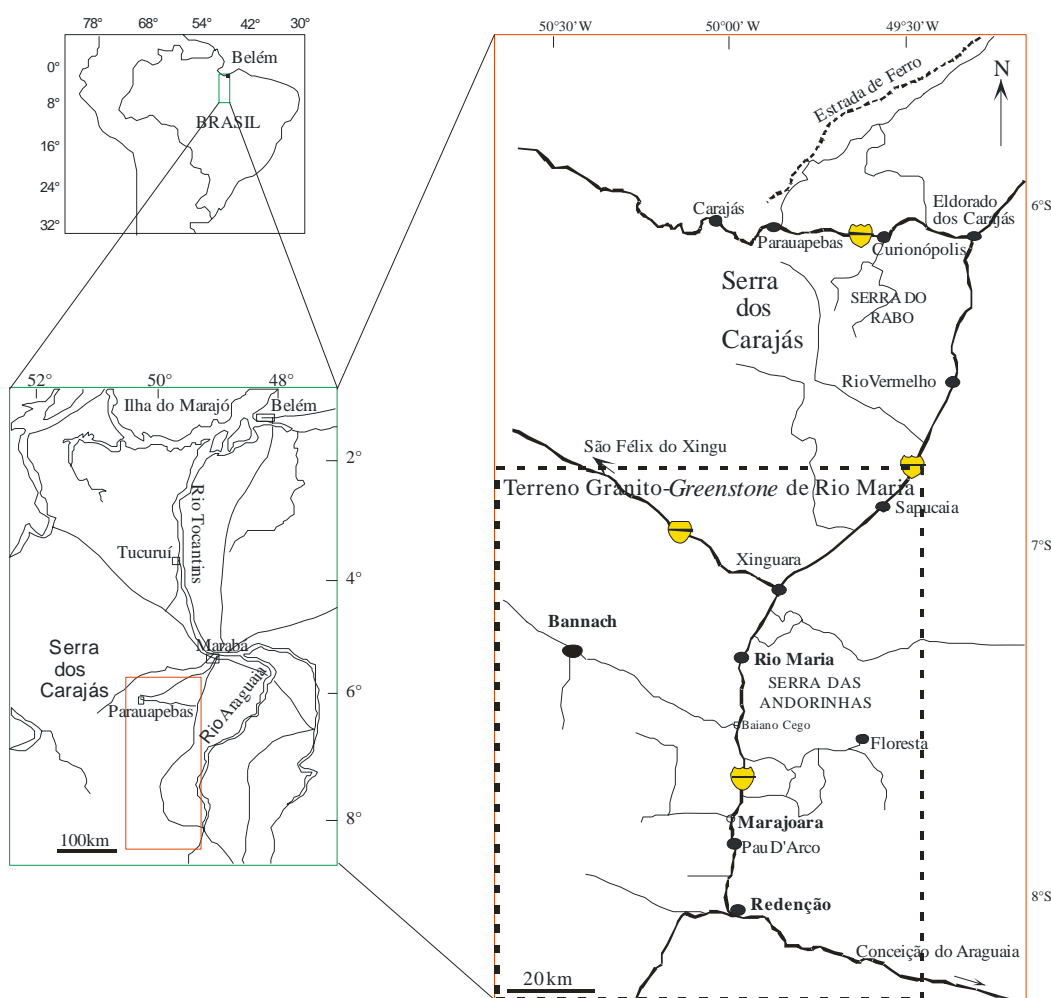 78° 68° 54° 42° 30°
0°
8°
16°
24°
32°
Belém
BRASIL
52° 50° 48°
Ilha do Marajó
Belém
2°
Rio Tocantins
Tucuruí
4°
Maraba
Serra
dos
Carajás
6°
Parauapebas
Rio Araguaia
8°
100km
50°30’W 50°00’W 49°30’W
N
Estrada de Ferro
Eldorado
dos Carajás
6°S
Carajás
Parauapebas
Curionópolis
Serra
dos
Carajás
SERRA DO
RABO
Rio Vermelho
São Félix do Xingu
Terreno Granito-Greenstone de Rio Maria
Sapucaia
7°S
Xinguara
Bannach
Rio Maria
SERRA DAS
ANDORINHAS
Baiano Cego
Floresta
Marajoara
Pau D'Arco
8°S
Redenção
Conceição do Araguaia
20km